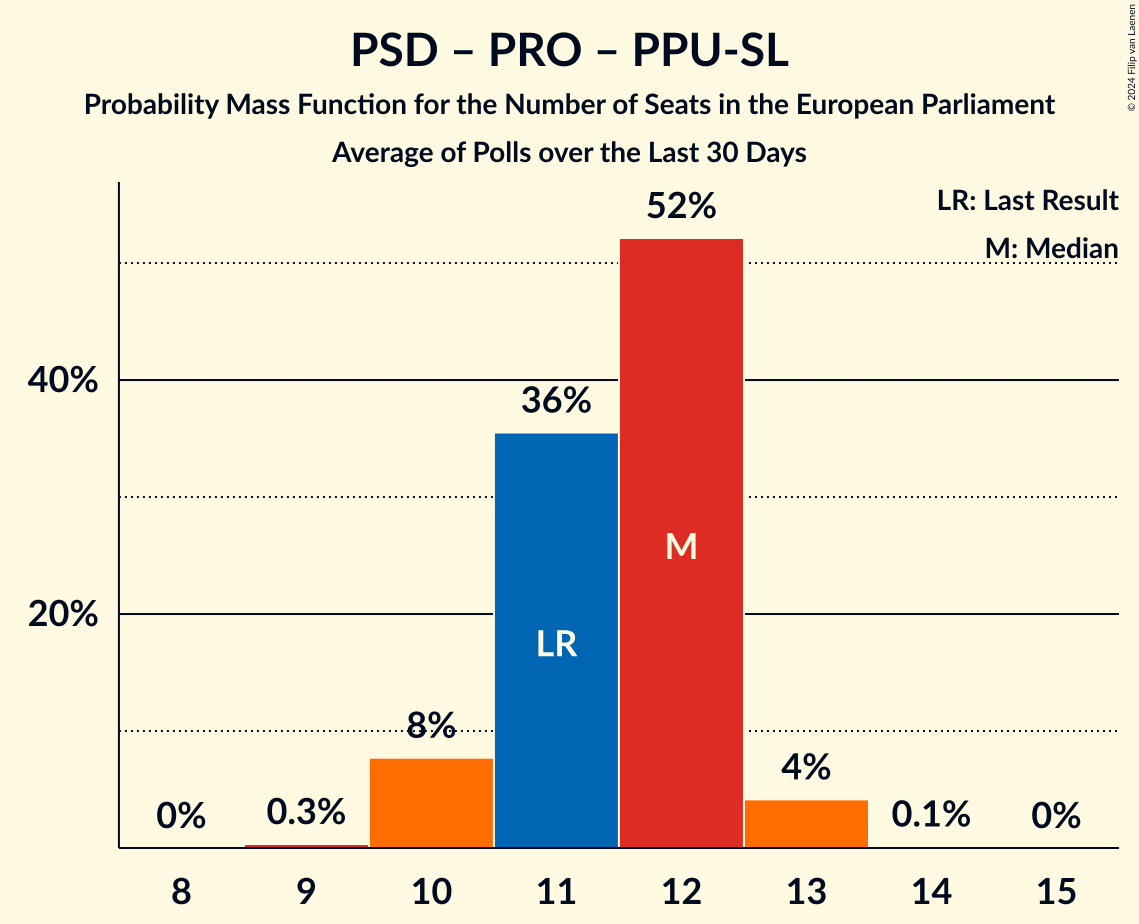 PSD – PRO – PPU-SL
Probability Mass Function for the Number of Seats in the European Parliament
Average of Polls over the Last 30 Days
© 2024 Filip van Laenen
LR: Last Result
M: Median
52%
40%
36%
M
20%
LR
8%
4%
0%
0.3%
0.1%
0%
8 9 10 11 12 13 14 15